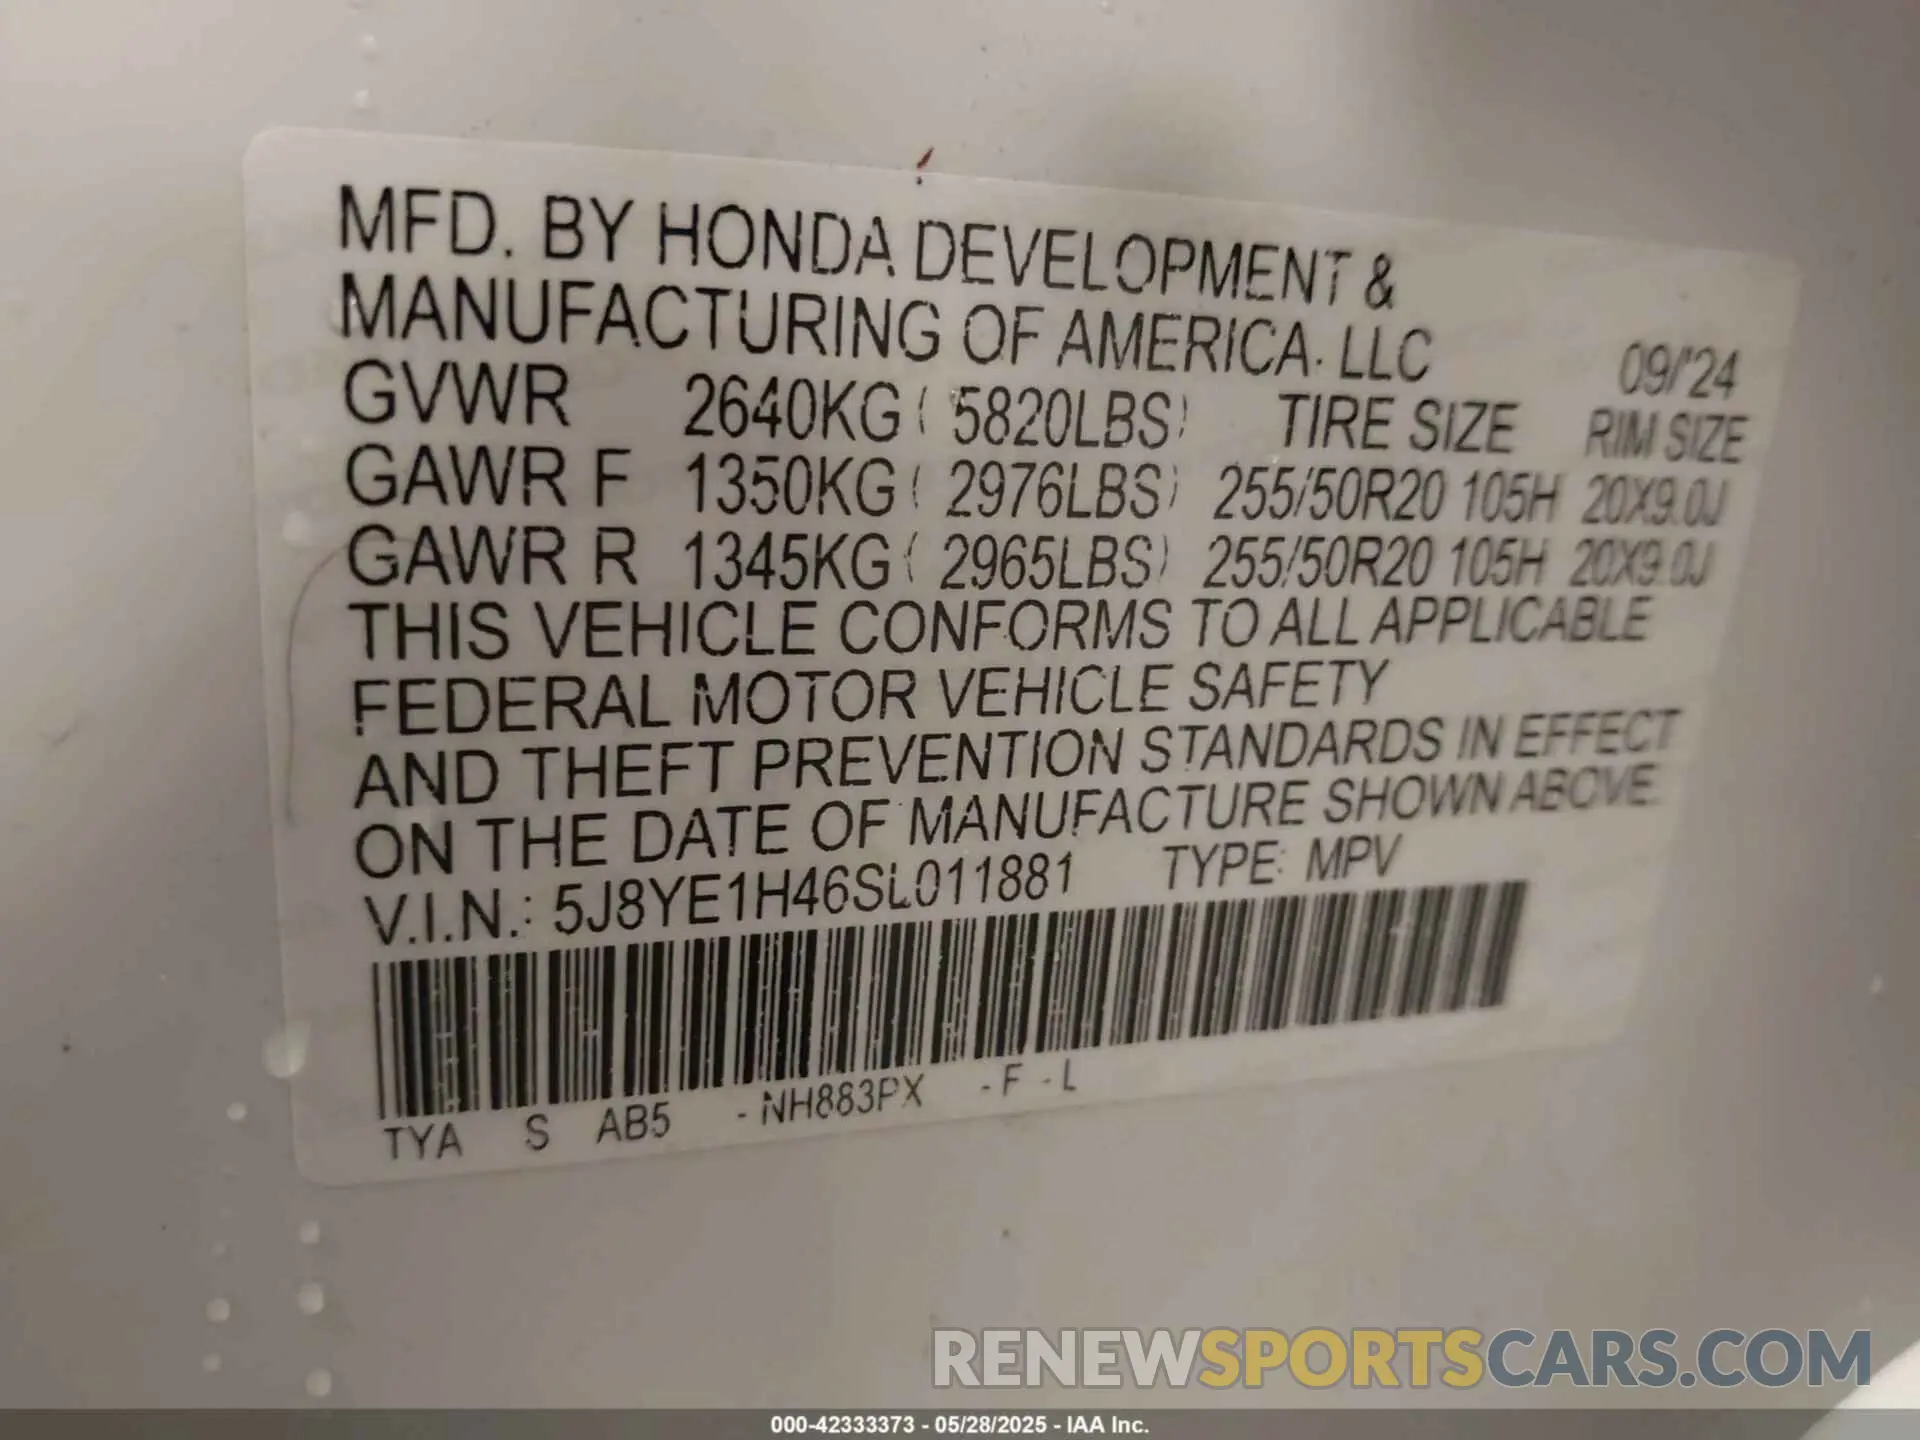 MFD. BY HONDA DEVELOPMENT &
MANUFACTURING OF AMERICA. LLC 09/'24
GVWR 2640KG ( 5820LBS) TIRE SIZE RIM SIZE
GAWR F 1350KG ( 2976LBS) 255/50R20 105H 20X9.0J
GAWR R 1345KG ( 2965LBS) 255/50R20 105H 20X9.0J
THIS VEHICLE CONFORMS TO ALL APPLICABLE
FEDERAL MOTOR VEHICLE SAFETY
AND THEFT PREVENTION STANDARDS IN EFFECT
ON THE DATE OF MANUFACTURE SHOWN ABOVE.
V.I.N.: 5J8YE1H46SL011881 TYPE: MPV
TYA S AB5 - NH883PX - F - L
RENEWSPORTSCARS.COM
000-42333373 - 05/28/2025 - IAA Inc.